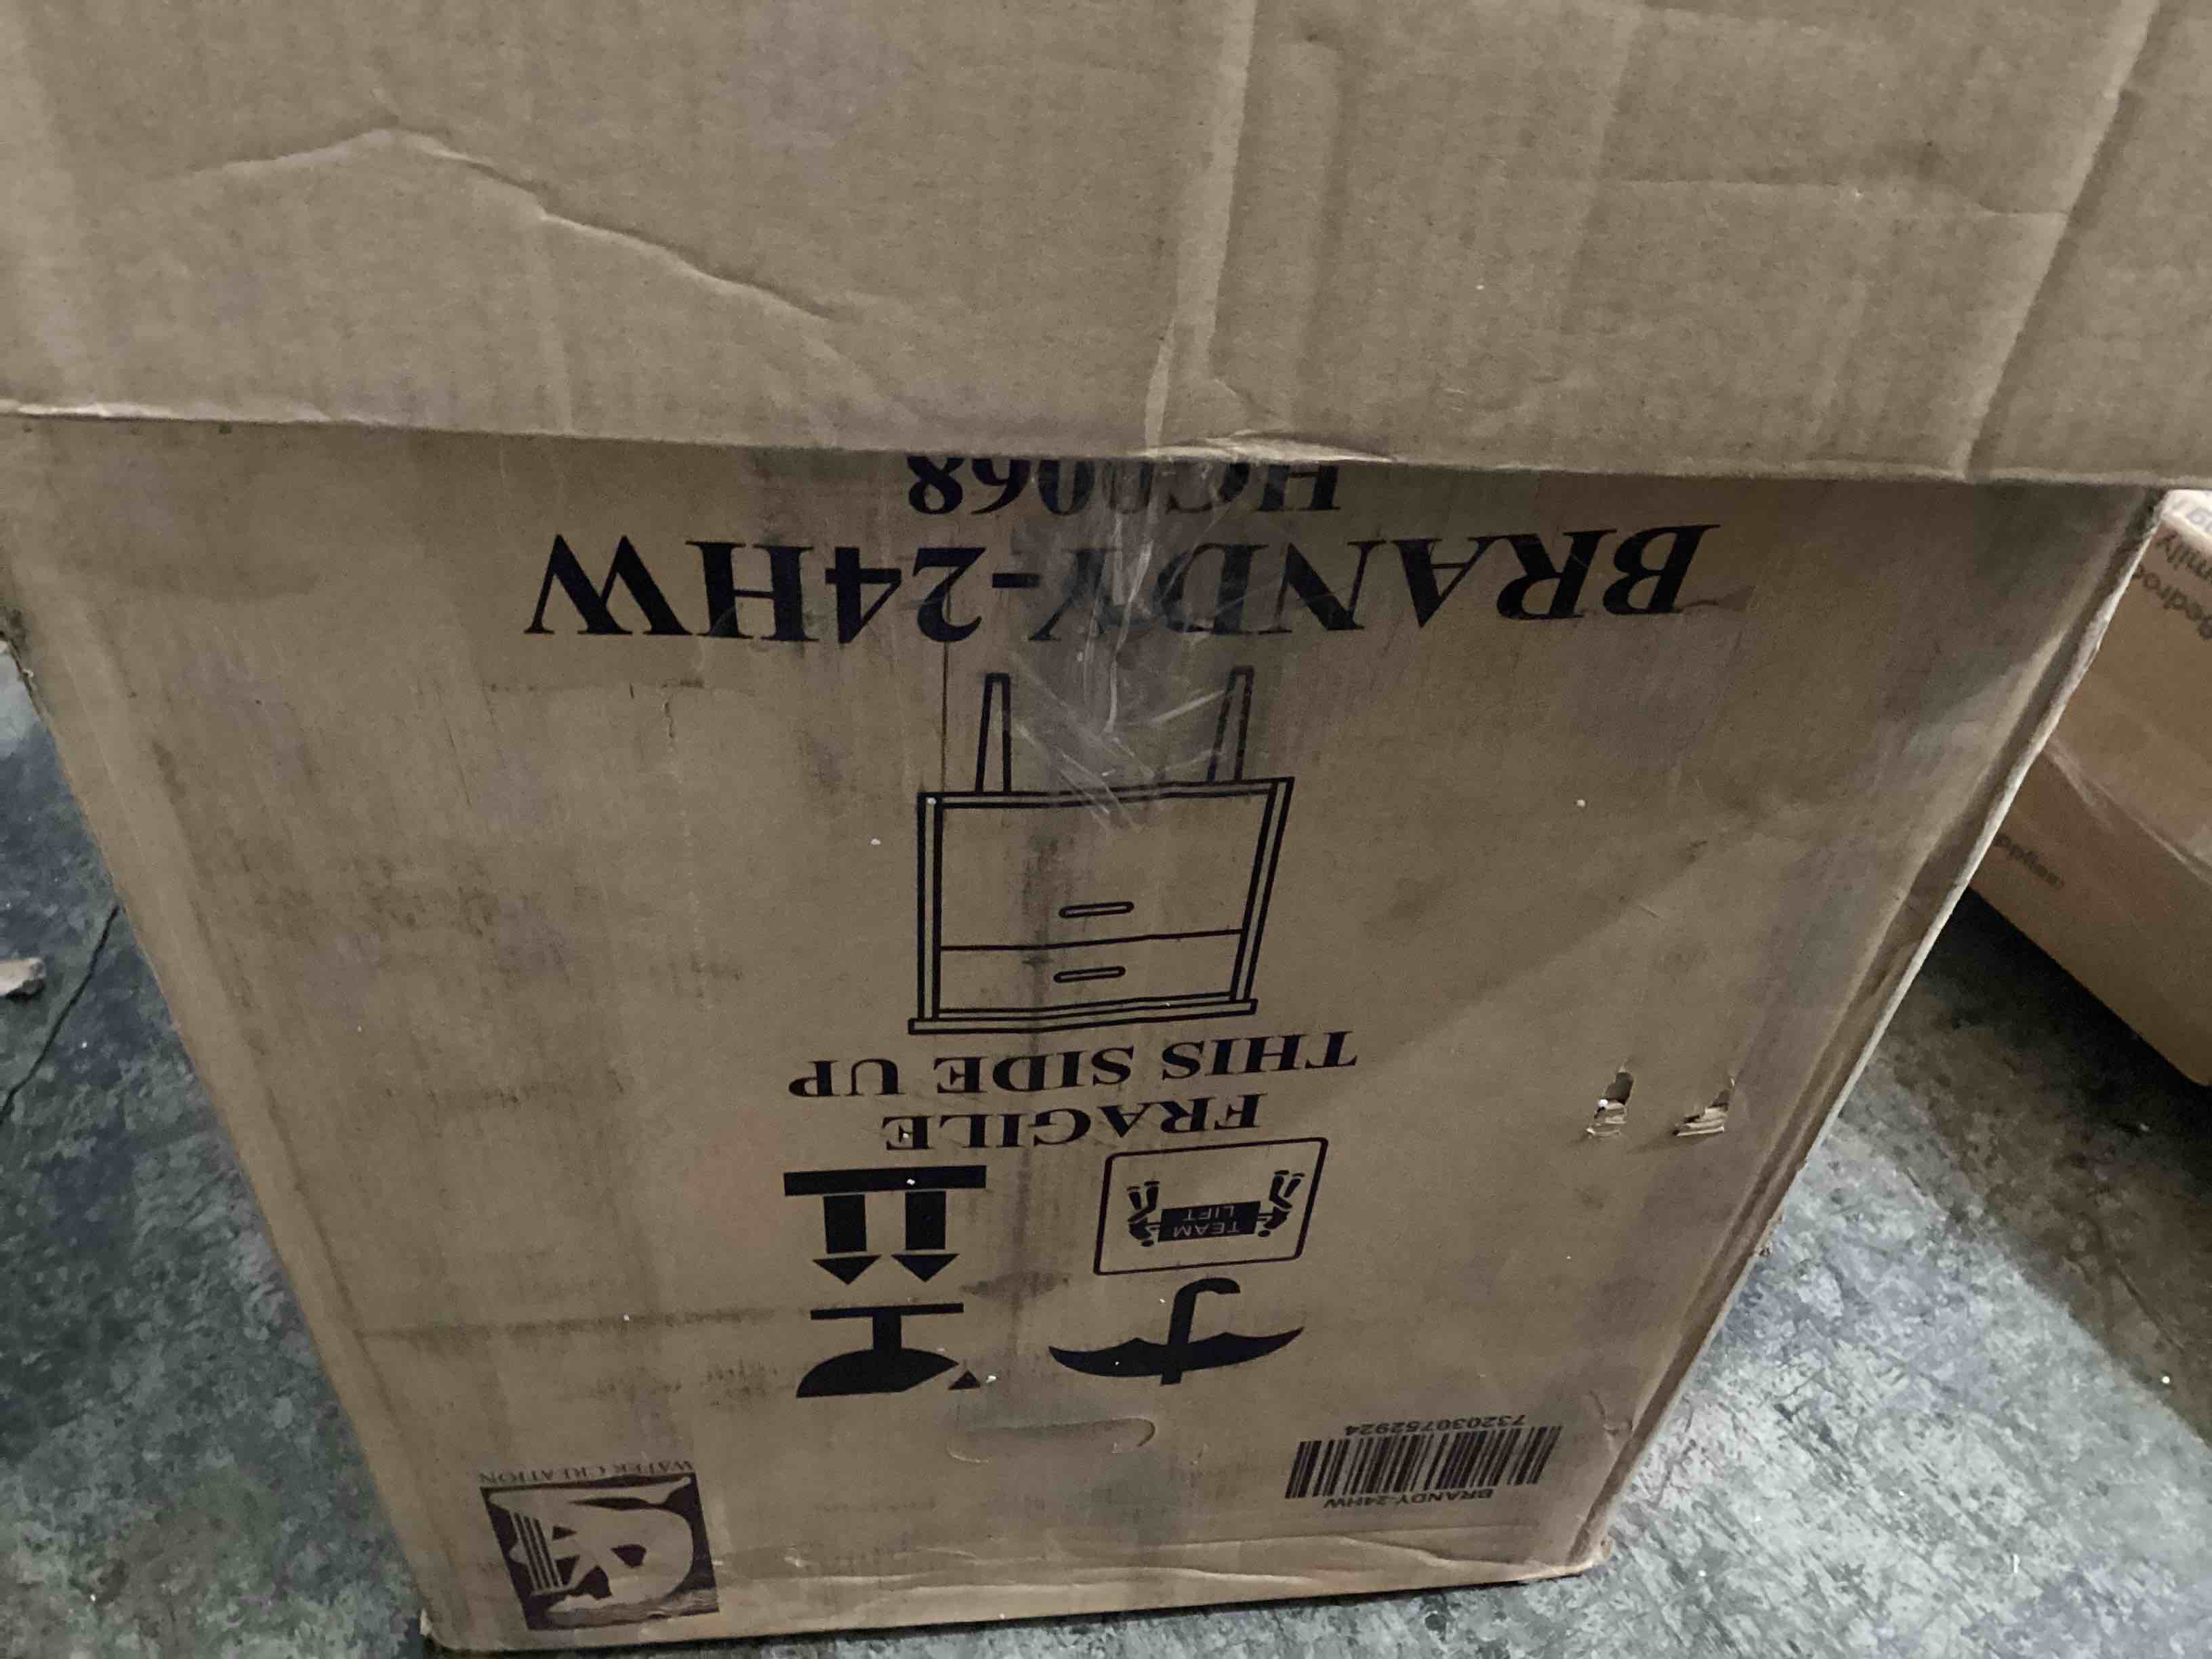 BRANDY-24HW
732030752924
WATER CREATION
TEAM
LIFT
FRAGILE
THIS SIDE UP
BRANDY-24HW
HC0068